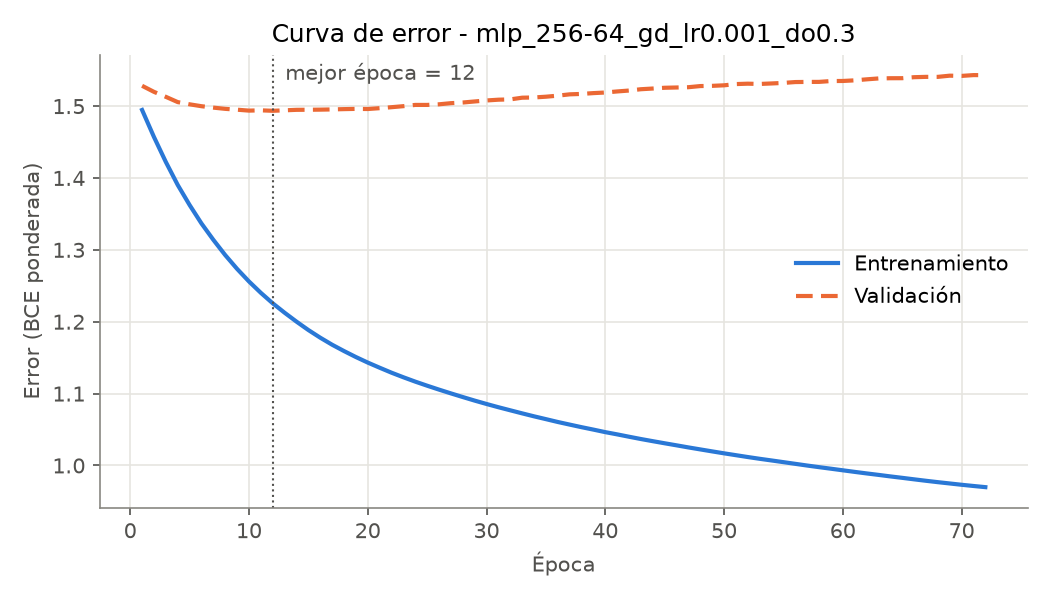 Curva de error - mlp_256-64_gd_lr0.001_do0.3
mejor época = 12
1.5
1.4
1.3
1.2
1.1
1.0
Error (BCE ponderada)
Entrenamiento
Validación
0 10 20 30 40 50 60 70
Época